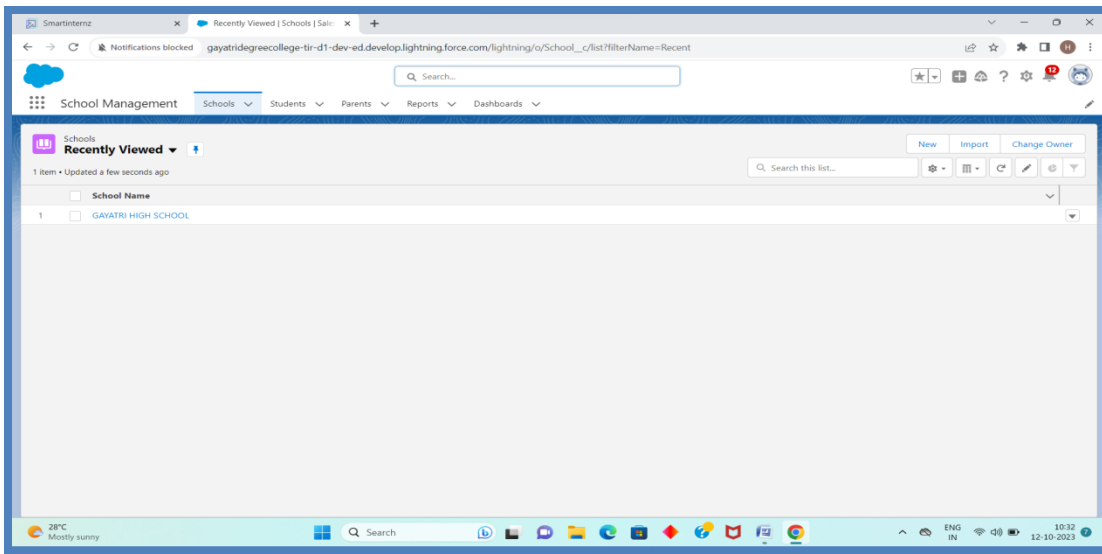 Smartinternz
Recently Viewed | Schools | Sale
Notifications blocked gayatridegreecollege-tir-d1-dev-ed.develop.lightning.force.com/lightning/o/School__c/list?filterName=Recent
H
Search...
12
School Management Schools Students Parents Reports Dashboards
Schools
Recently Viewed
New Import Change Owner
1 item • Updated a few seconds ago
Search this list...
School Name
1 GAYATRI HIGH SCHOOL
28°C
Mostly sunny
Search
ENG
IN
10:32
12-10-2023